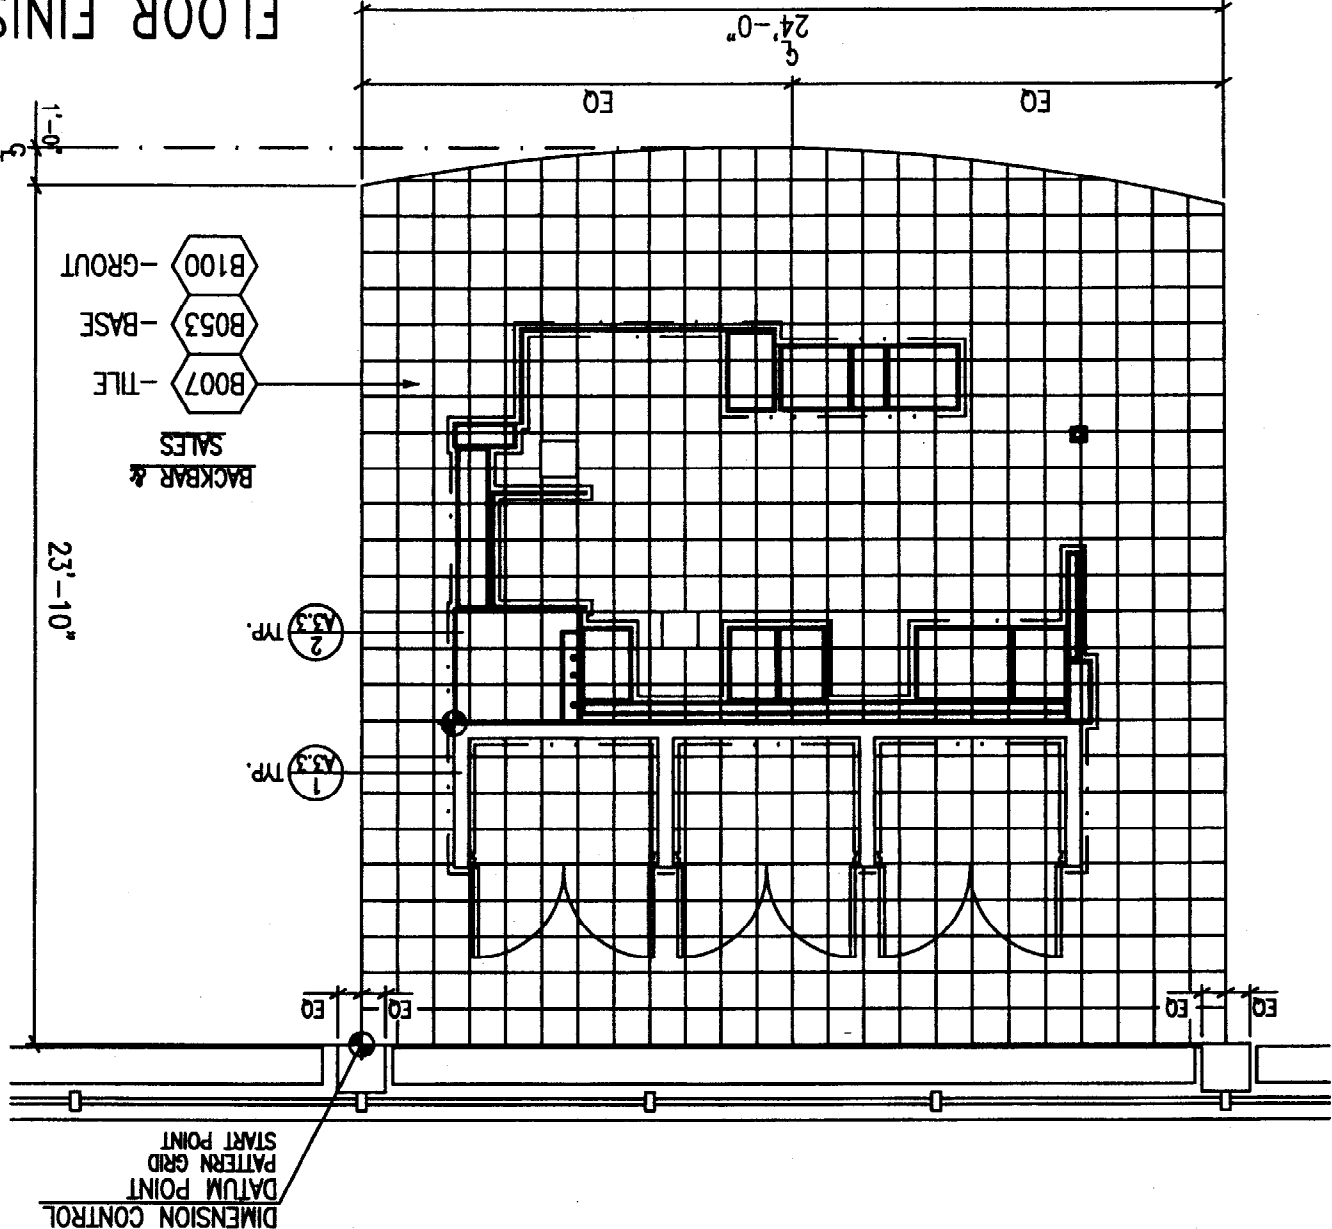 DIMENSION CONTROL
DATUM POINT
PATTERN GRID
START POINT
EQ
EQ
EQ
EQ
1
A3.3
TYP.
2
A3.3
TYP.
23'-10"
BACKBAR &
SALES
B007 -TILE
B053 -BASE
B100 -GROUT
1'-0"
CL
EQ
EQ
CL
24'-0"
FLOOR FINIS